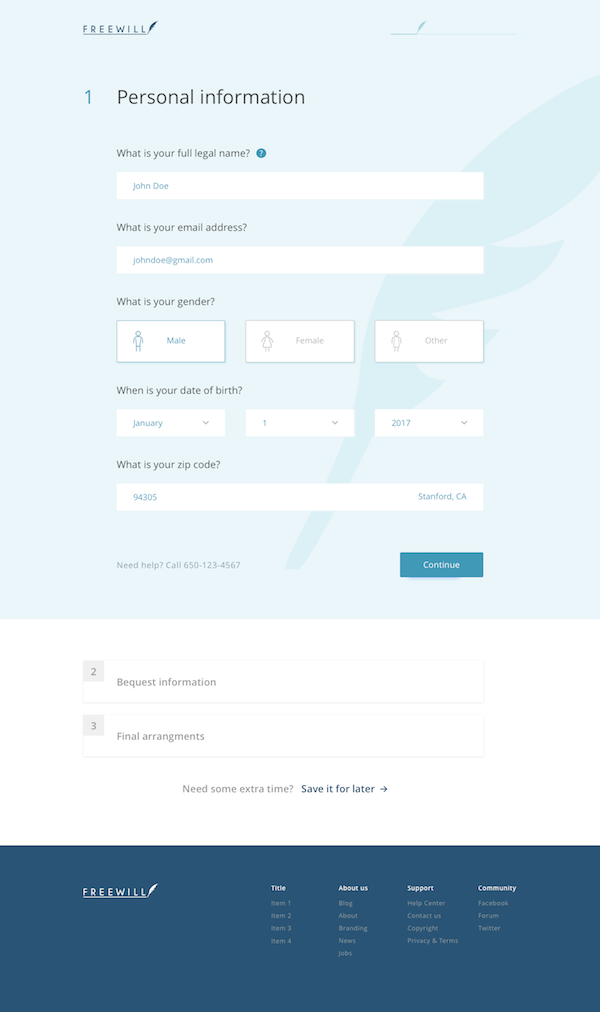 FREEWILL
1 Personal information
What is your full legal name? ?
John Doe
What is your email address?
johndoe@gmail.com
What is your gender?
Male Female Other
When is your date of birth?
January 1 2017
What is your zip code?
94305 Stanford, CA
Need help? Call 650-123-4567 Continue
2
Bequest information
3
Final arrangments
Need some extra time? Save it for later →
FREEWILL
Title About us Support Community
Item 1 Blog Help Center Facebook
Item 2 About Contact us Forum
Item 3 Branding Copyright Twitter
Item 4 News Privacy & Terms
Jobs